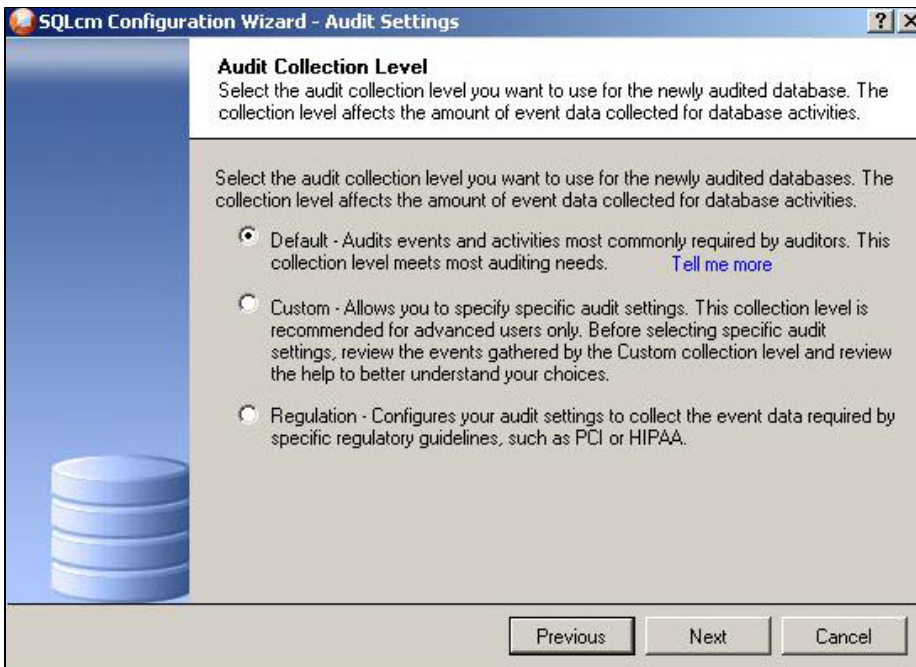 SQLcm Configuration Wizard - Audit Settings
Audit Collection Level
Select the audit collection level you want to use for the newly audited database. The
collection level affects the amount of event data collected for database activities.
Select the audit collection level you want to use for the newly audited databases. The
collection level affects the amount of event data collected for database activities.
Default - Audits events and activities most commonly required by auditors. This
collection level meets most auditing needs. Tell me more
Custom - Allows you to specify specific audit settings. This collection level is
recommended for advanced users only. Before selecting specific audit
settings, review the events gathered by the Custom collection level and review
the help to better understand your choices.
Regulation - Configures your audit settings to collect the event data required by
specific regulatory guidelines, such as PCI or HIPAA.
Previous Next Cancel